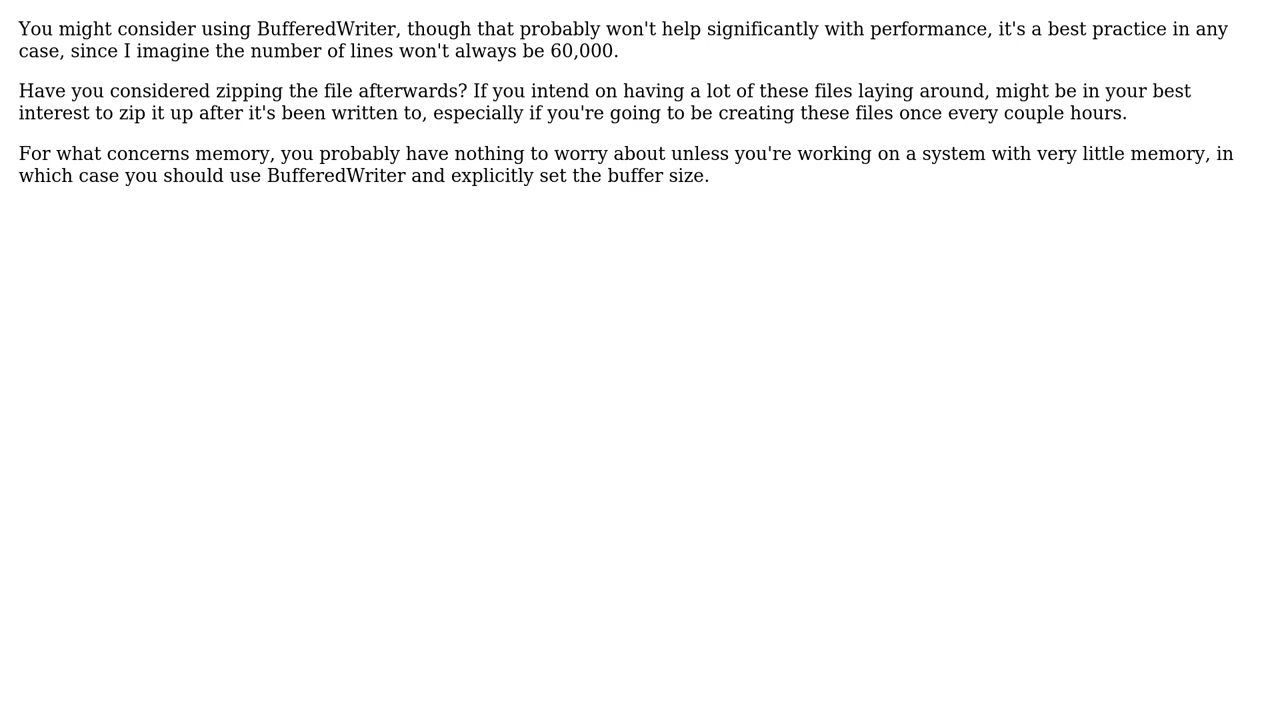 You might consider using BufferedWriter, though that probably won't help significantly with performance, it's a best practice in any
case, since I imagine the number of lines won't always be 60,000.
Have you considered zipping the file afterwards? If you intend on having a lot of these files laying around, might be in your best
interest to zip it up after it's been written to, especially if you're going to be creating these files once every couple hours.
For what concerns memory, you probably have nothing to worry about unless you're working on a system with very little memory, in
which case you should use BufferedWriter and explicitly set the buffer size.